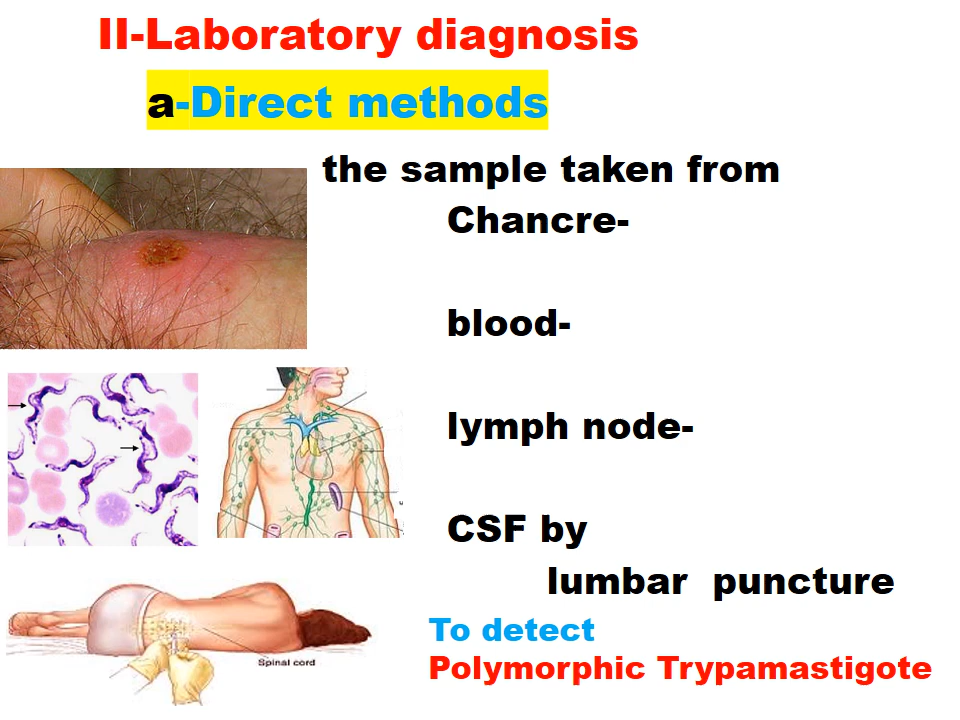 II-Laboratory diagnosis
a-Direct methods
the sample taken from
Chancre-
blood-
lymph node-
CSF by
lumbar puncture
Spinal cord
To detect
Polymorphic Trypamastigote